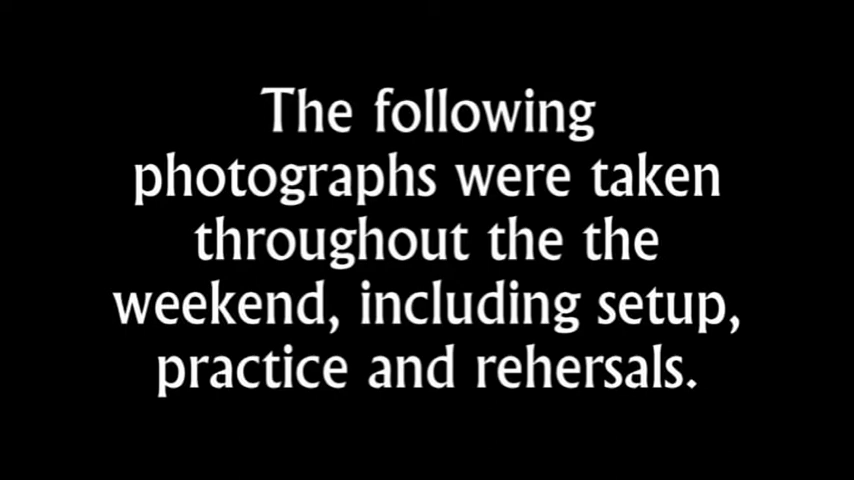 The following
photographs were taken
throughout the the
weekend, including setup,
practice and rehersals.